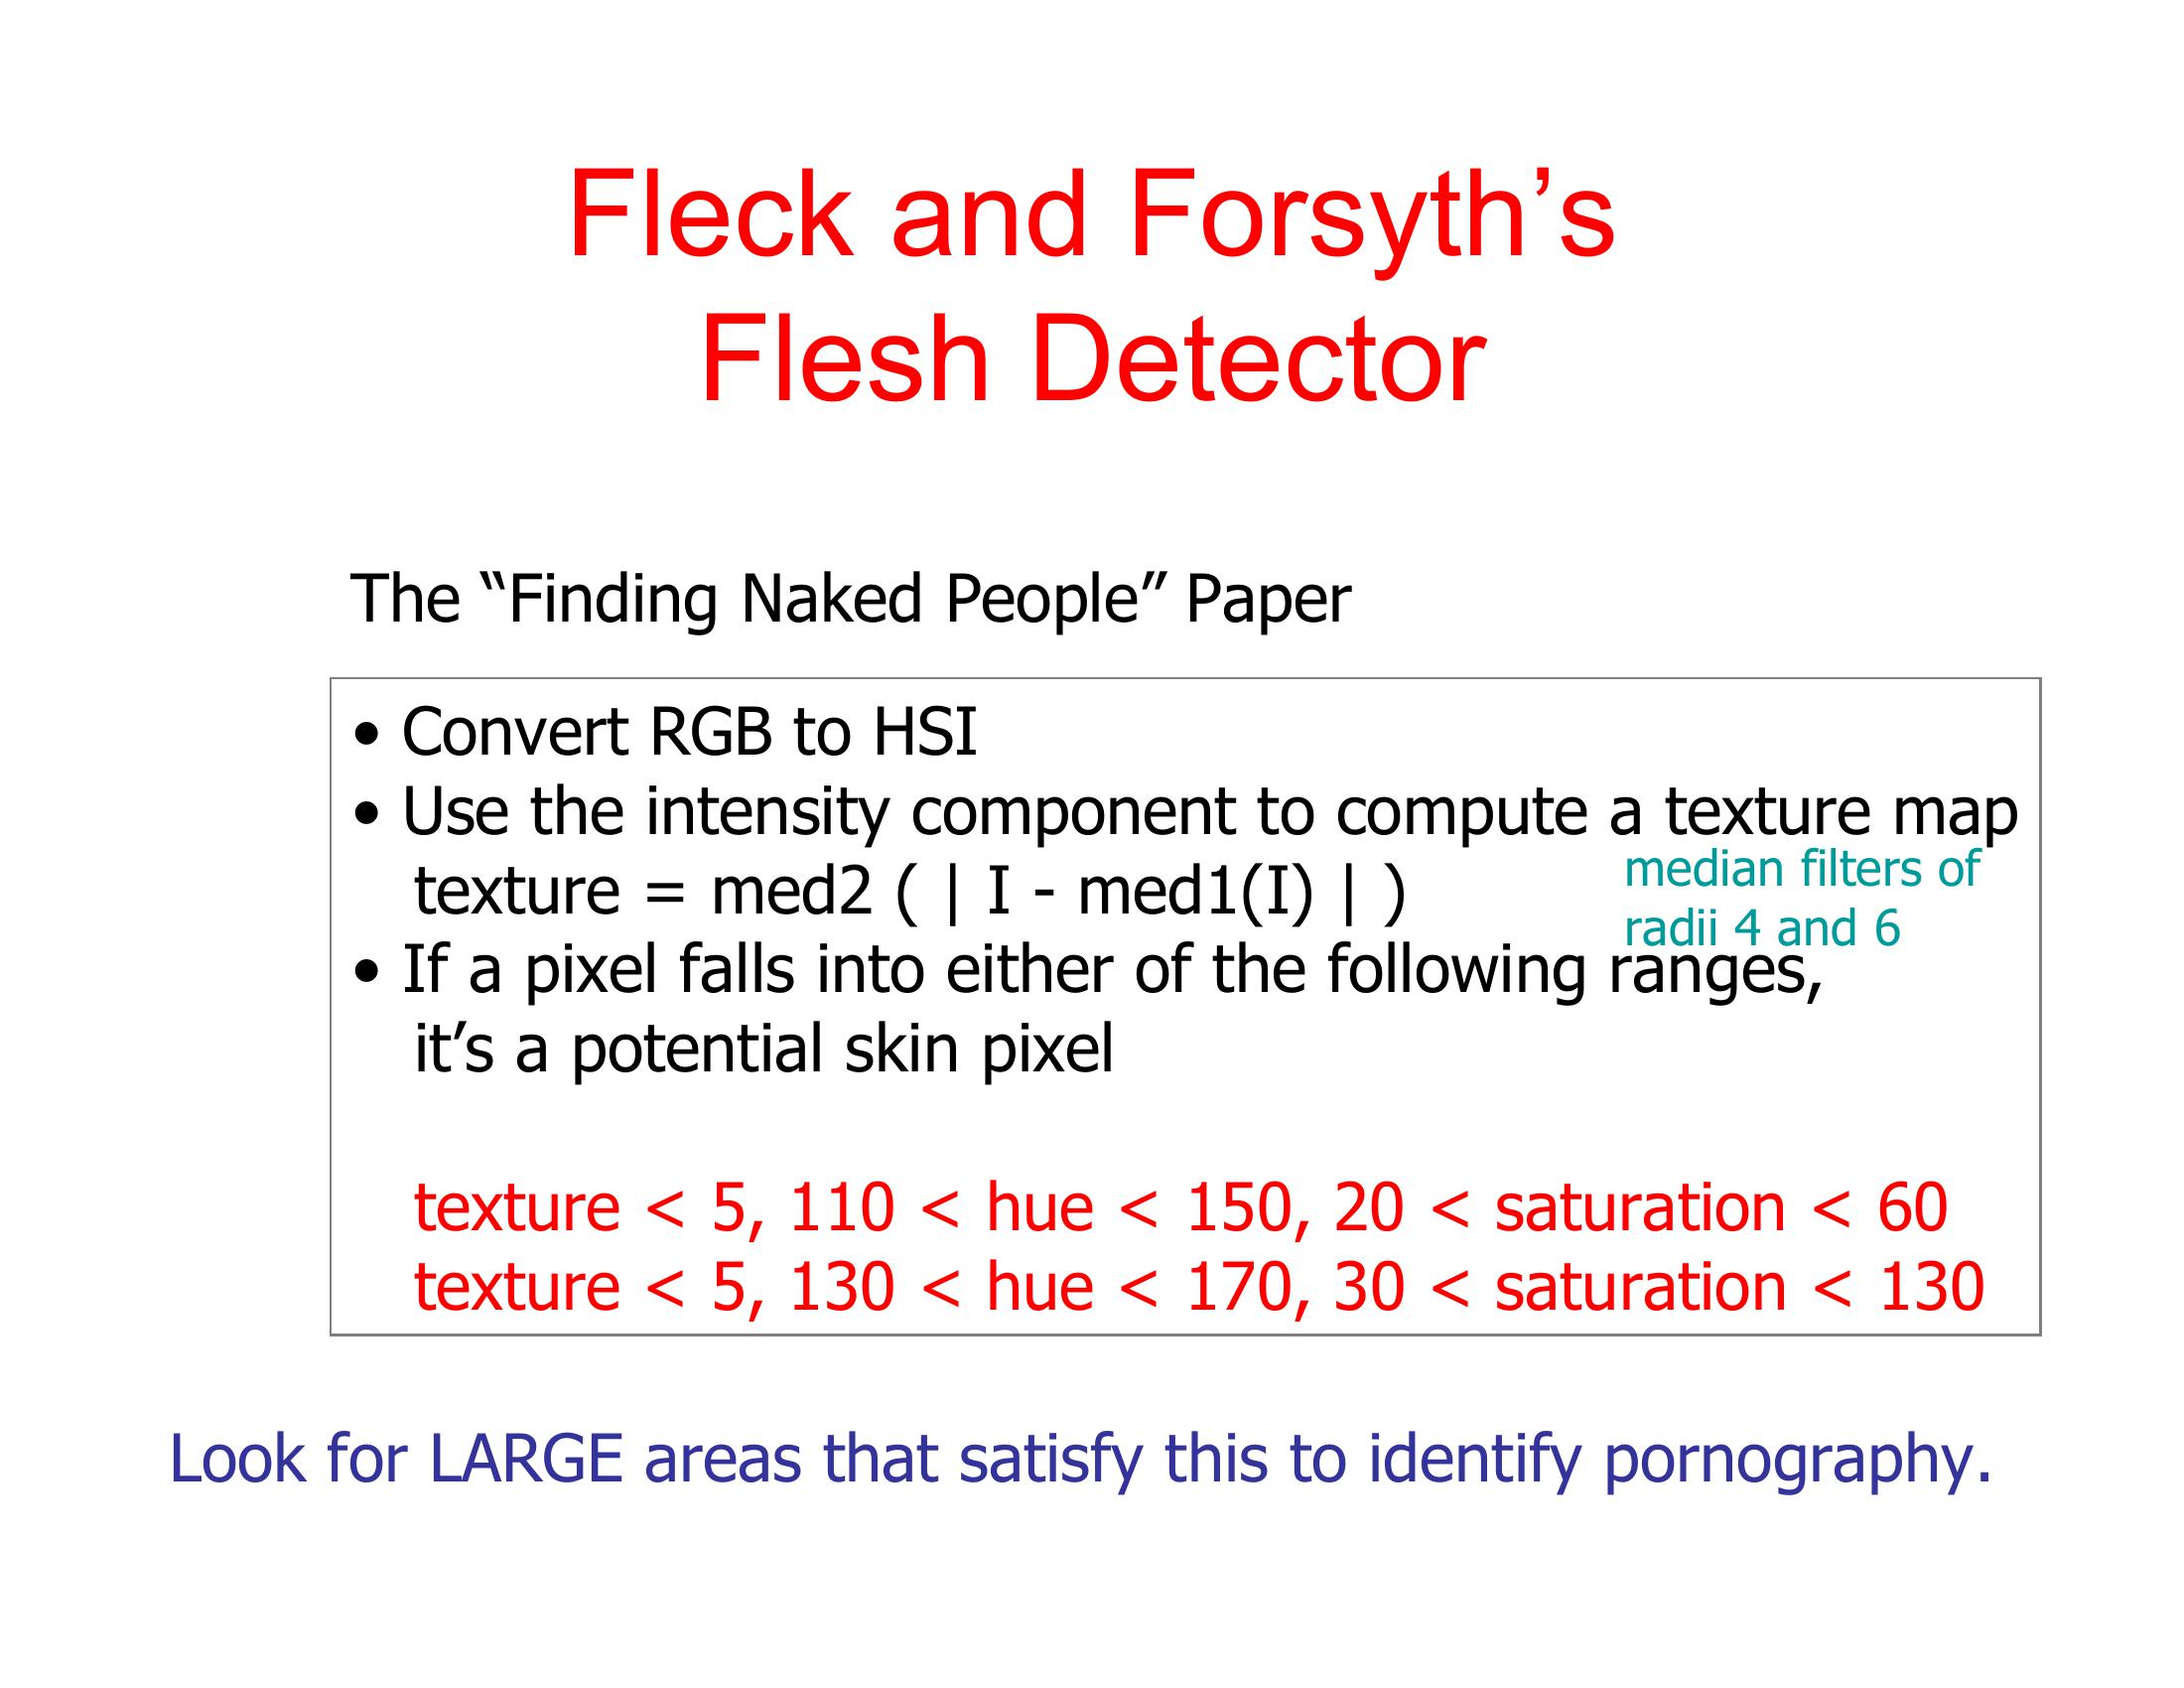 Fleck and Forsyth’s
Flesh Detector
The “Finding Naked People” Paper
• Convert RGB to HSI
• Use the intensity component to compute a texture map
texture = med2 ( | I - med1(I) | )
median filters of
radii 4 and 6
• If a pixel falls into either of the following ranges,
it’s a potential skin pixel
texture < 5, 110 < hue < 150, 20 < saturation < 60
texture < 5, 130 < hue < 170, 30 < saturation < 130
Look for LARGE areas that satisfy this to identify pornography.